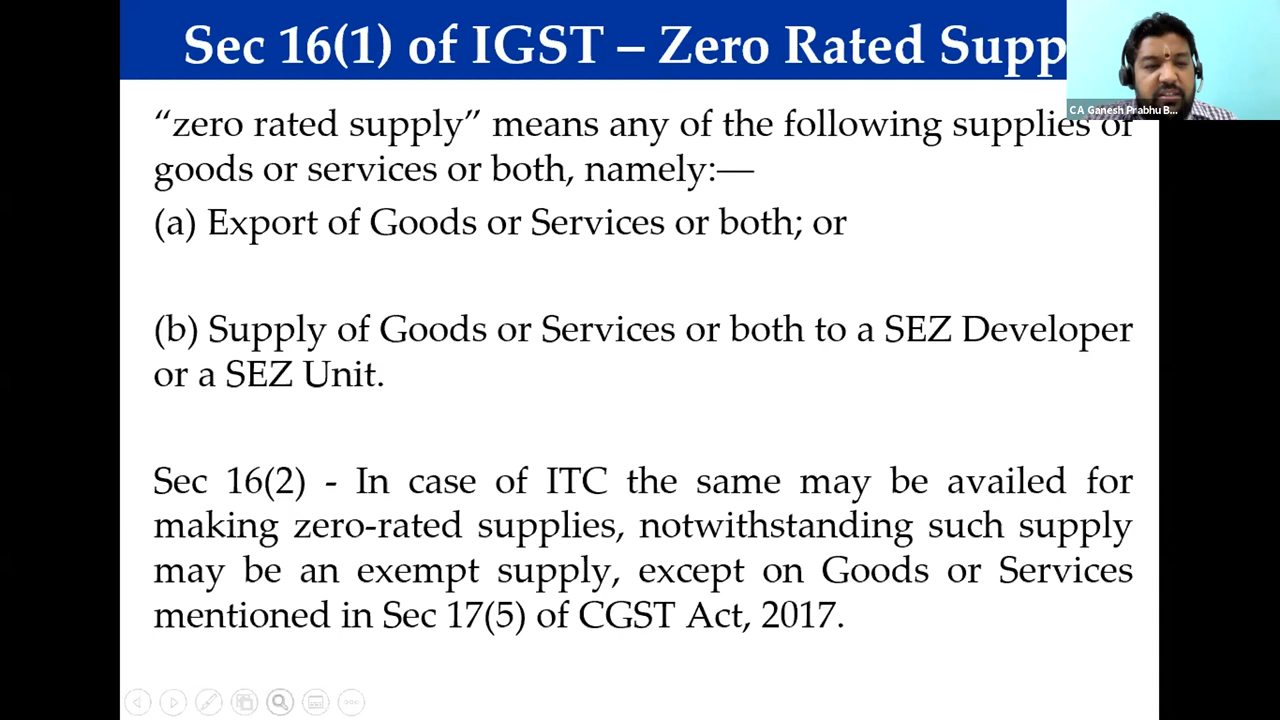 Sec 16(1) of IGST – Zero Rated Supp
CA Ganesh Prabhu B...
“zero rated supply” means any of the following supplies of
goods or services or both, namely:—
(a) Export of Goods or Services or both; or
(b) Supply of Goods or Services or both to a SEZ Developer
or a SEZ Unit.
Sec 16(2) - In case of ITC the same may be availed for
making zero-rated supplies, notwithstanding such supply
may be an exempt supply, except on Goods or Services
mentioned in Sec 17(5) of CGST Act, 2017.